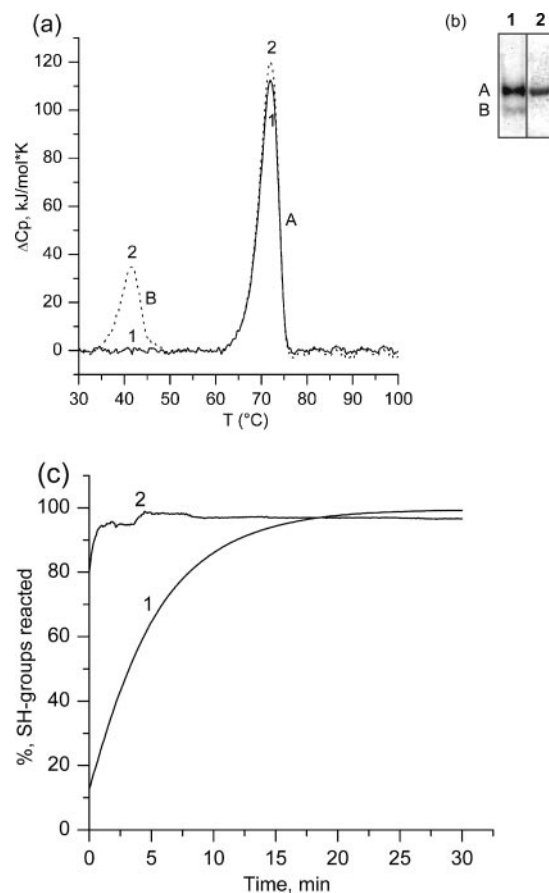 (a)
ΔCp, kJ/mol*K
120
100
80
60
40
20
0
2
1
A
2
B
1
30 40 50 60 70 80 90 100
T (°C)
(b)
1 2
A
B
(c)
%, SH-groups reacted
100
80
60
40
20
0
2
1
0 5 10 15 20 25 30
Time, min